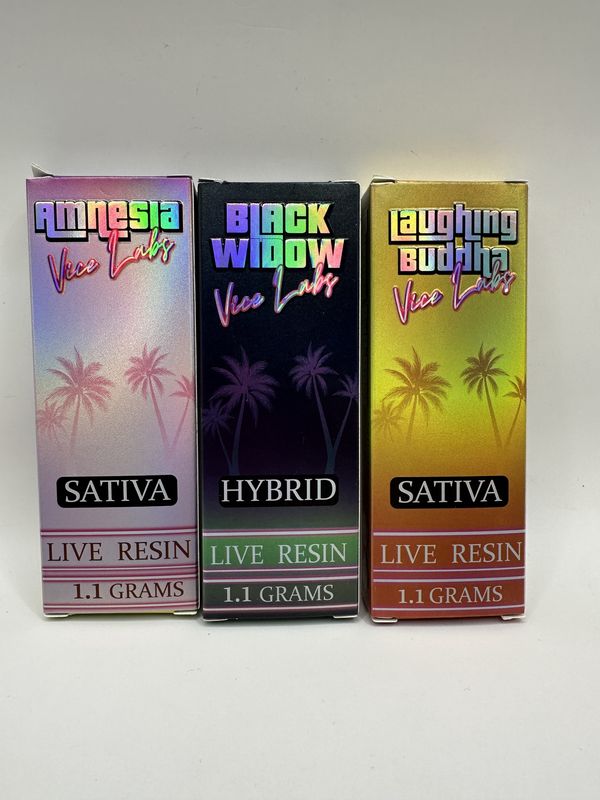 Amnesia
Vice Labs
SATIVA
LIVE RESIN
1.1 GRAMS
BLACK
WIDOW
Vice Labs
HYBRID
LIVE RESIN
1.1 GRAMS
Laughing
Buddha
Vice Labs
SATIVA
LIVE RESIN
1.1 GRAMS